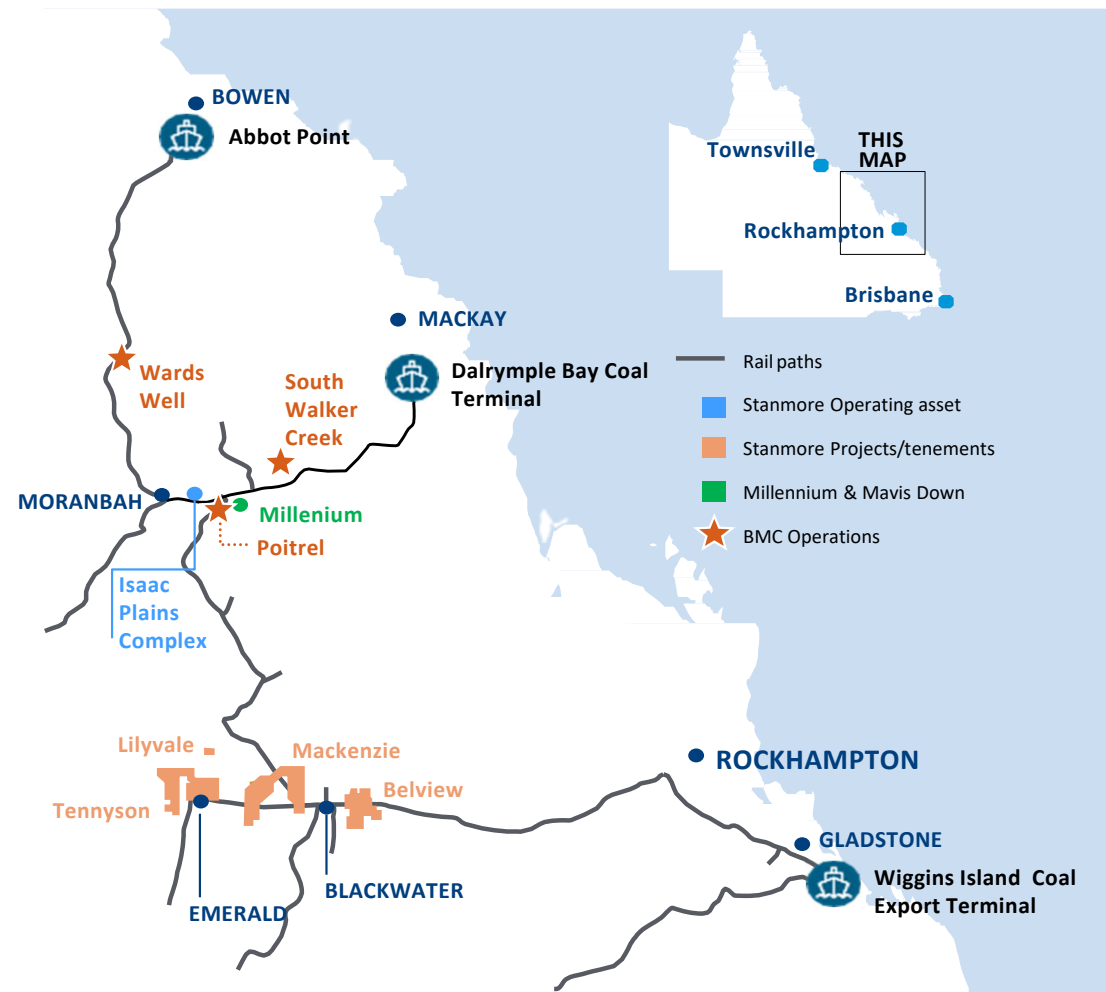 BOWEN
Abbot Point
THIS
MAP
Townsville
Rockhampton
Brisbane
MACKAY
Wards
Well
South
Walker
Creek
Dalrymple Bay Coal
Terminal
Rail paths
Stanmore Operating asset
Stanmore Projects/tenements
Millennium & Mavis Down
BMC Operations
MORANBAH
Millenium
Poitrel
Isaac
Plains
Complex
Lilyvale
Mackenzie
Tennyson
Belview
ROCKHAMPTON
GLADSTONE
Wiggins Island Coal
Export Terminal
BLACKWATER
EMERALD